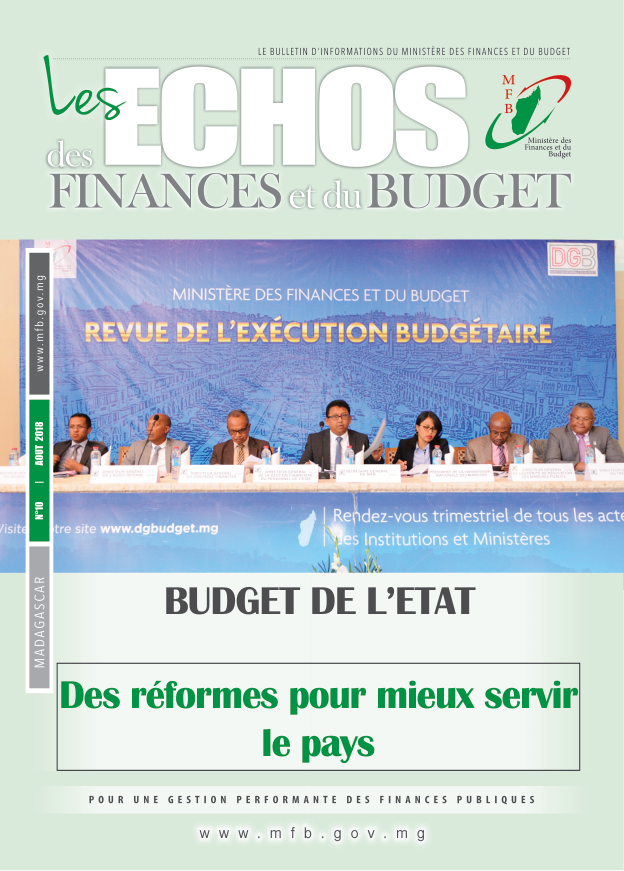 LE BULLETIN D'INFORMATIONS DU MINISTÈRE DES FINANCES ET DU BUDGET
Les ECHOS
des
FINANCES et du BUDGET
M
F
B
Ministère des
Finances et du
Budget
www.mfb.gov.mg
N°10 | AOUT 2018
MADAGASCAR
DGB
MINISTÈRE DES FINANCES ET DU BUDGET
REVUE DE L'EXÉCUTION BUDGÉTAIRE
Visite otre site www.dgbudget.mg
Rendez-vous trimestriel de tous les acte
des Institutions et Ministères
BUDGET DE L'ETAT
Des réformes pour mieux servir
le pays
POUR UNE GESTION PERFORMANTE DES FINANCES PUBLIQUES
www.mfb.gov.mg